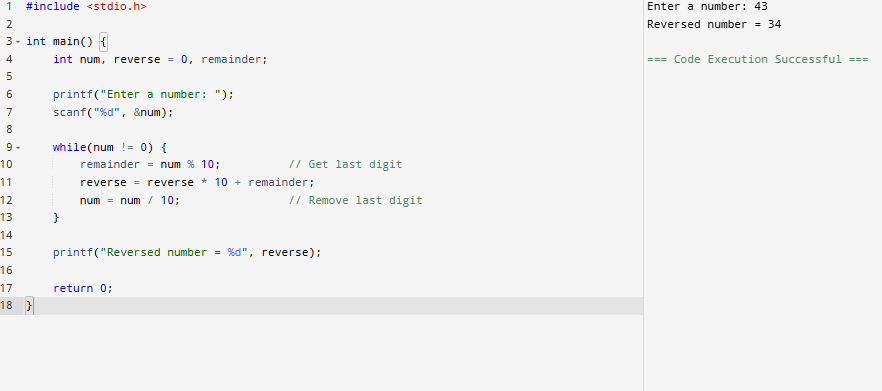 1 #include <stdio.h>
2
3 int main() {
4     int num, reverse = 0, remainder;
5
6     printf("Enter a number: ");
7     scanf("%d", &num);
8
9     while(num != 0) {
10         remainder = num % 10;          // Get last digit
11         reverse = reverse * 10 + remainder;
12         num = num / 10;                // Remove last digit
13     }
14
15     printf("Reversed number = %d", reverse);
16
17     return 0;
18 }
Enter a number: 43
Reversed number = 34
=== Code Execution Successful ===